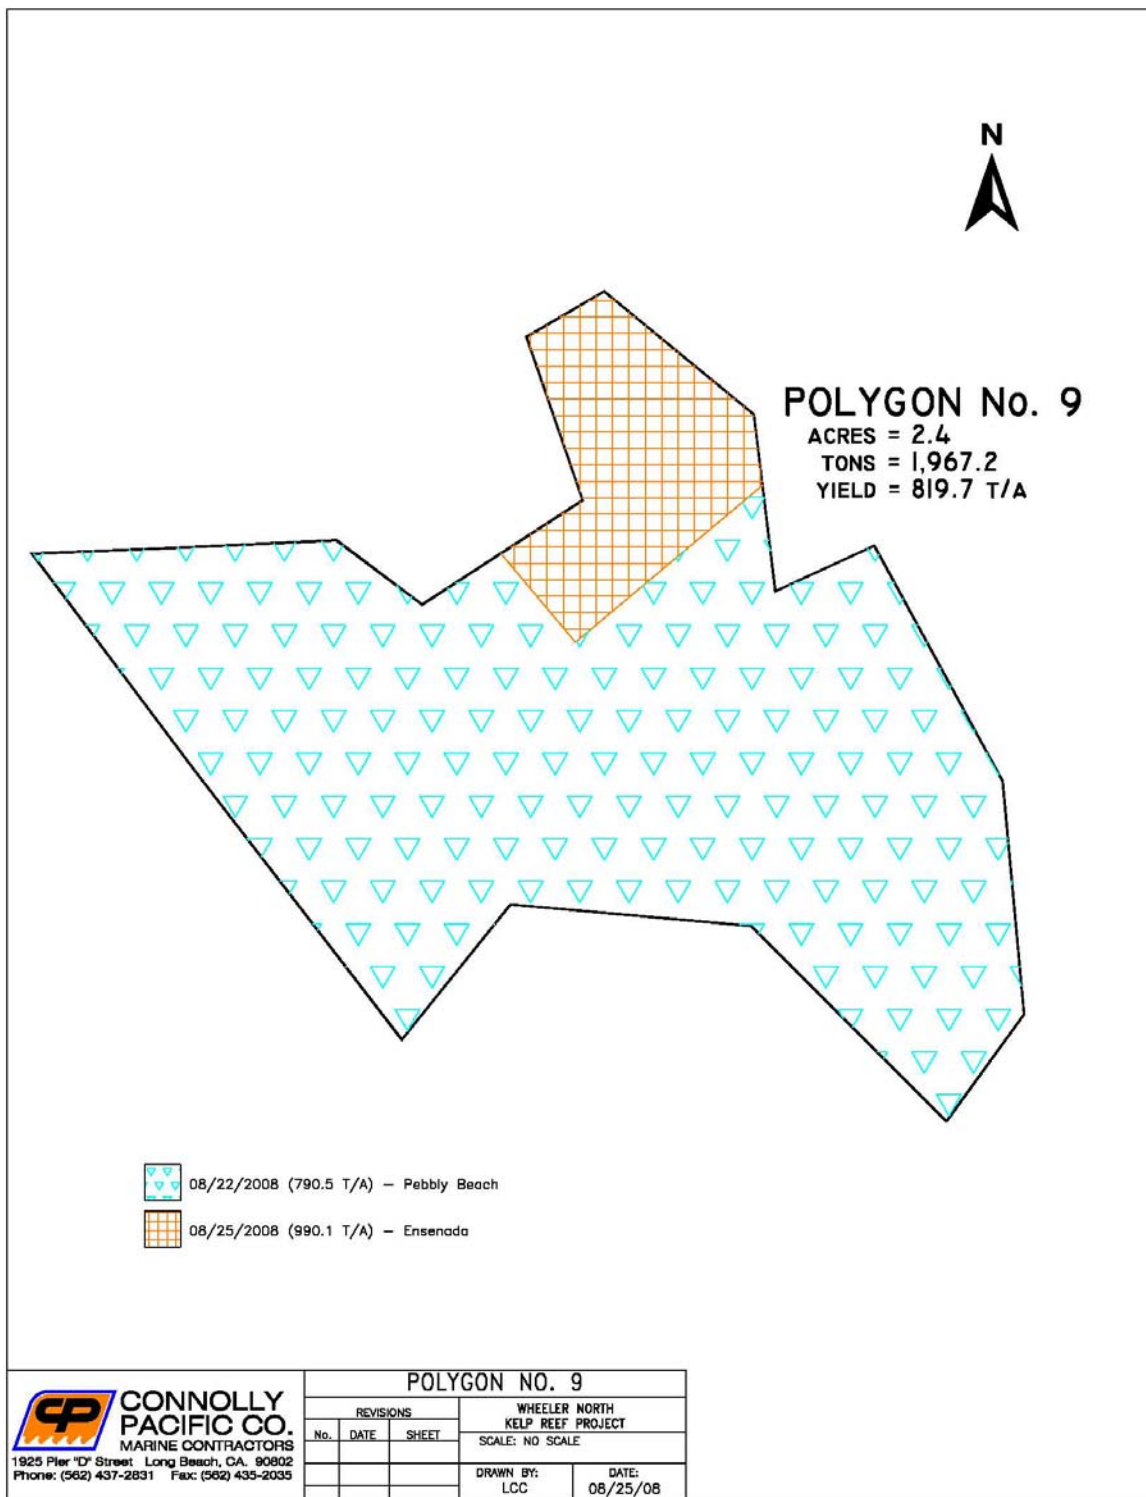 N
POLYGON No. 9
ACRES = 2.4
TONS = 1,967.2
YIELD = 819.7 T/A
08/22/2008 (790.5 T/A) – Pebbly Beach
08/25/2008 (990.1 T/A) – Ensenada
CP
CONNOLLY
PACIFIC CO.
MARINE CONTRACTORS
1925 Pier "D" Street Long Beach, CA. 90802
Phone: (562) 437-2831 Fax: (562) 435-2035
POLYGON NO. 9
REVISIONS
No. DATE SHEET
WHEELER NORTH
KELP REEF PROJECT
SCALE: NO SCALE
DRAWN BY:
LCC
DATE:
08/25/08